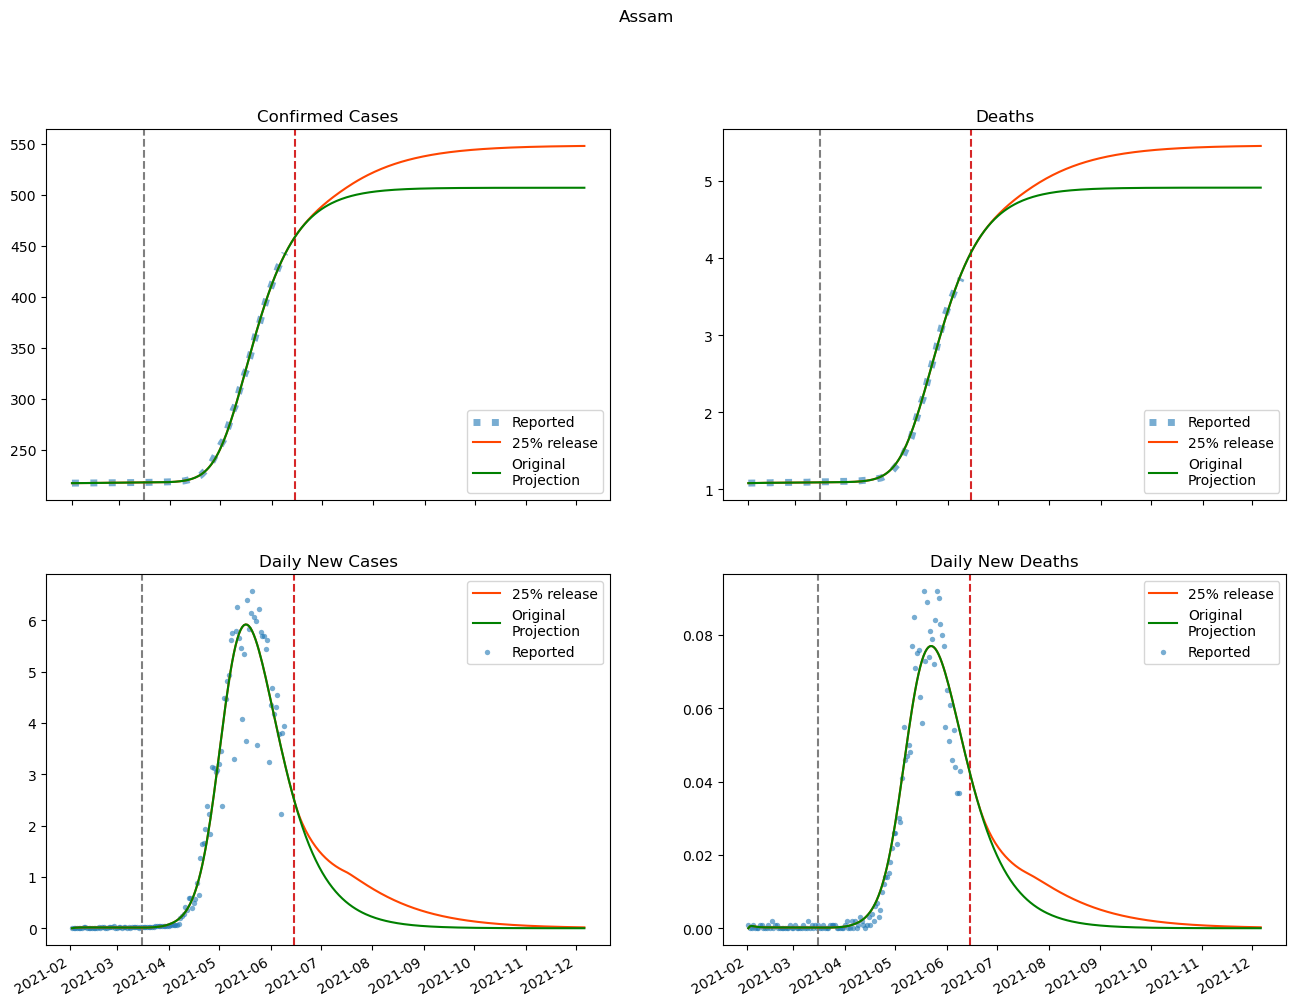 Assam
Confirmed Cases
550
500
450
400
350
300
250
Reported
25% release
Original
Projection
Deaths
5
4
3
2
1
Reported
25% release
Original
Projection
Daily New Cases
6
5
4
3
2
1
0
25% release
Original
Projection
Reported
2021-02
2021-03
2021-04
2021-05
2021-06
2021-07
2021-08
2021-09
2021-10
2021-11
2021-12
Daily New Deaths
0.08
0.06
0.04
0.02
0.00
25% release
Original
Projection
Reported
2021-02
2021-03
2021-04
2021-05
2021-06
2021-07
2021-08
2021-09
2021-10
2021-11
2021-12